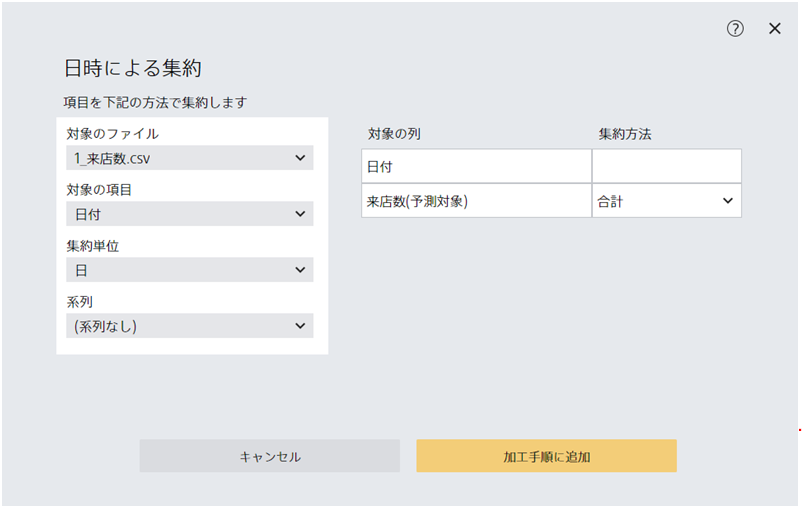 ?
日時による集約
項目を下記の方法で集約します
対象のファイル
1_来店数.csv
対象の項目
日付
集約単位
日
系列
(系列なし)
対象の列 集約方法
日付
来店数(予測対象) 合計
キャンセル 加工手順に追加